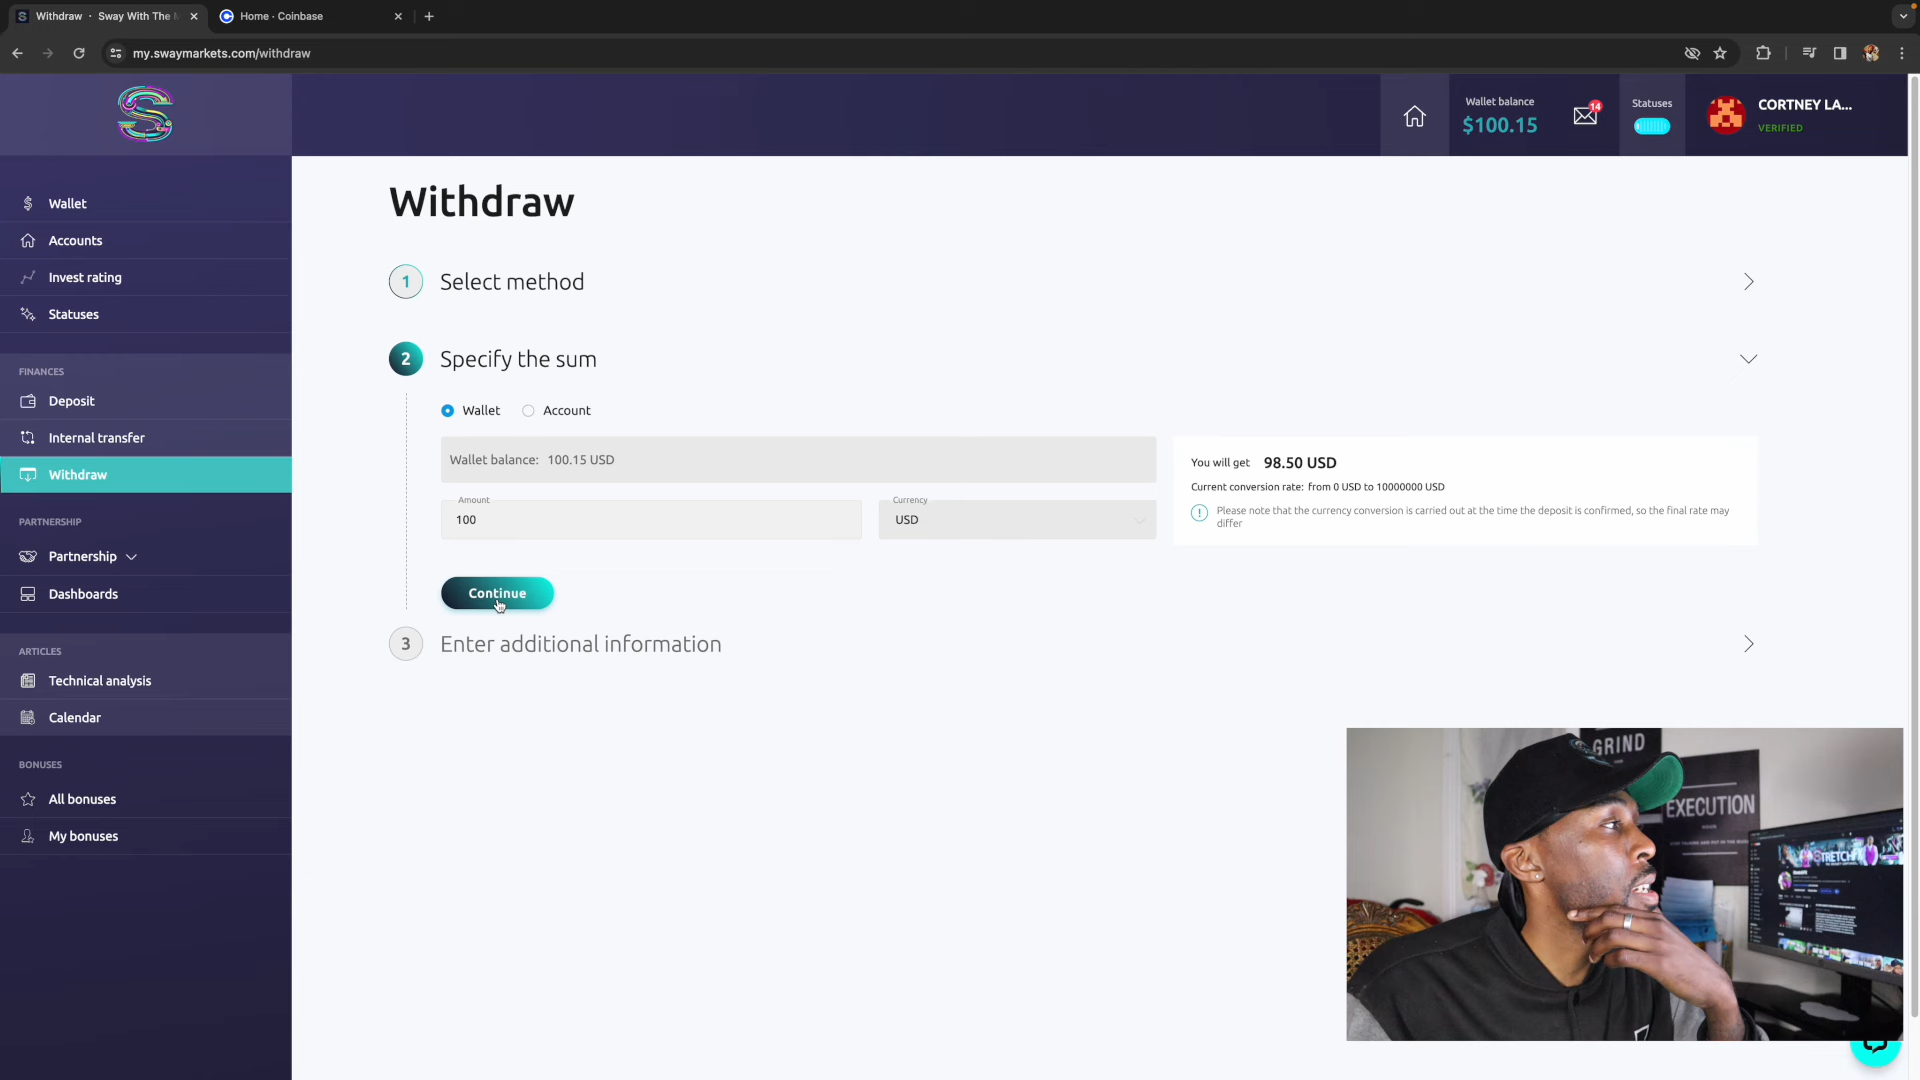 Withdraw · Sway With The M
Home · Coinbase
my.swaymarkets.com/withdraw
Wallet balance
$100.15
14
Statuses
CORTNEY LA...
VERIFIED
Wallet
Accounts
Invest rating
Statuses
FINANCES
Deposit
Internal transfer
Withdraw
PARTNERSHIP
Partnership
Dashboards
ARTICLES
Technical analysis
Calendar
BONUSES
All bonuses
My bonuses
Withdraw
1 Select method
2 Specify the sum
Wallet Account
Wallet balance: 100.15 USD
Amount
100
Currency
USD
You will get 98.50 USD
Current conversion rate: from 0 USD to 10000000 USD
Please note that the currency conversion is carried out at the time the deposit is confirmed, so the final rate may
differ
Continue
3 Enter additional information
GRIND
EXECUTION